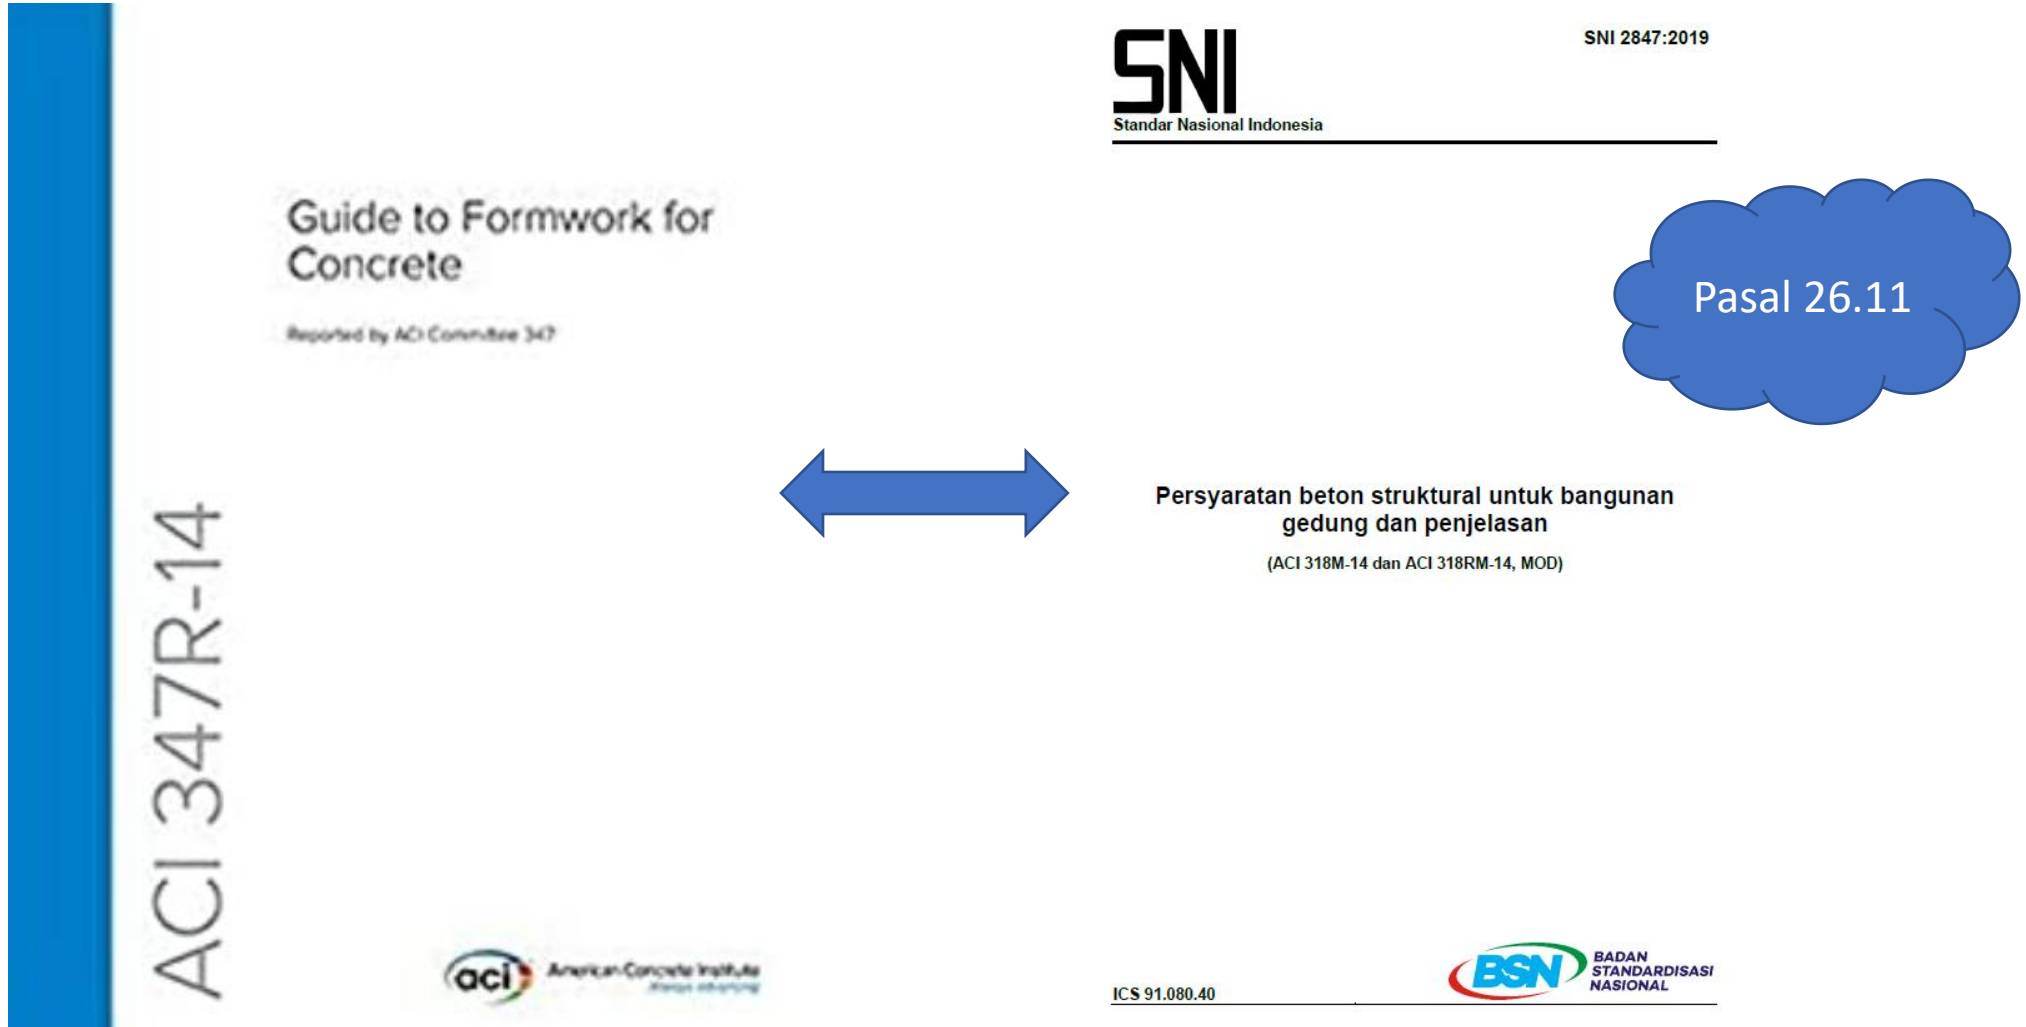 ACI 347R-14
Guide to Formwork for
Concrete
Reported by ACI Committee 347
aci
American Concrete Institute
Always advancing
SNI
Standar Nasional Indonesia
SNI 2847:2019
Pasal 26.11
Persyaratan beton struktural untuk bangunan
gedung dan penjelasan
(ACI 318M-14 dan ACI 318RM-14, MOD)
ICS 91.080.40
BSN
BADAN
STANDARDISASI
NASIONAL